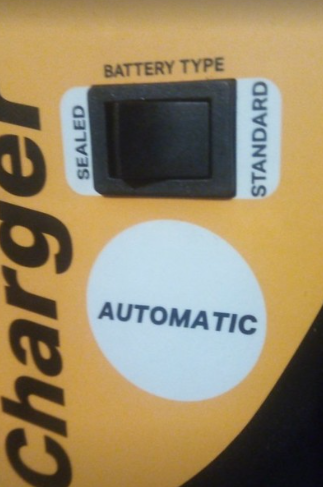 BATTERY TYPE
SEALED
STANDARD
AUTOMATIC
Charger